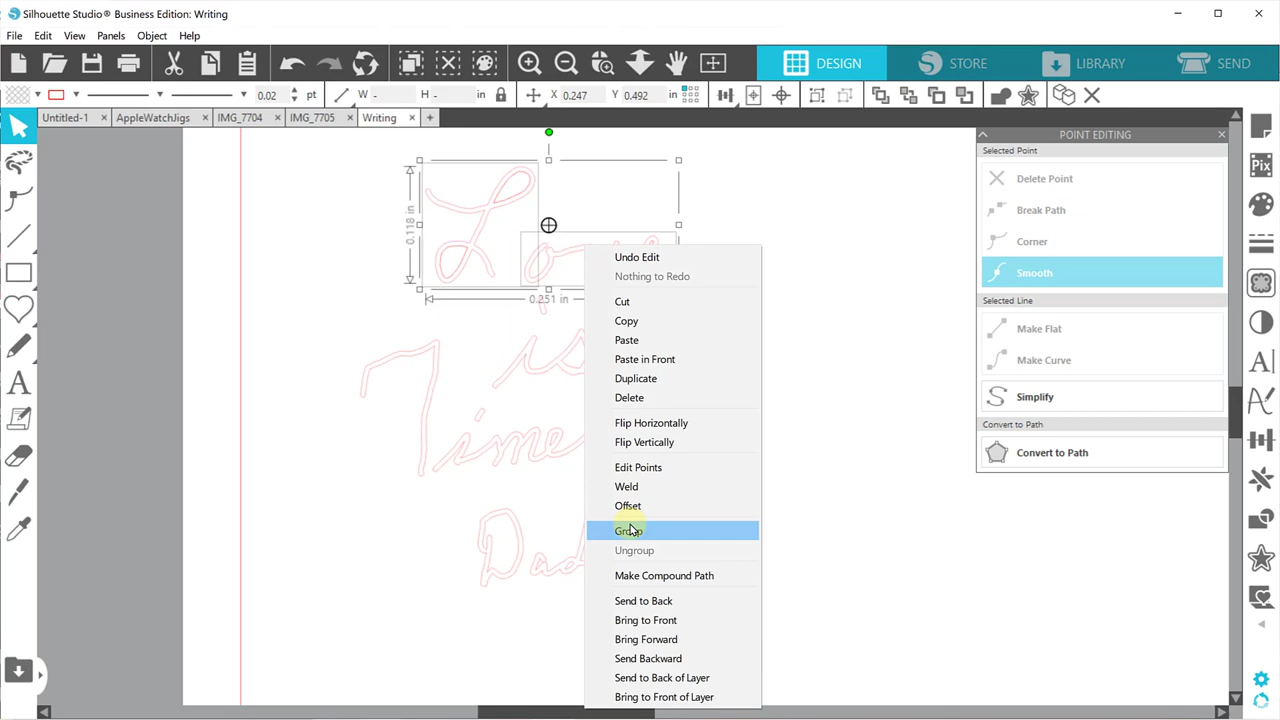 Silhouette Studio® Business Edition: Writing
File Edit View Panels Object Help
DESIGN STORE LIBRARY SEND
0.02 pt W - H - in X 0.247 Y 0.492 in
Untitled-1 AppleWatchJigs IMG_7704 IMG_7705 Writing
POINT EDITING
Selected Point
Delete Point
Break Path
Corner
Smooth
Selected Line
Make Flat
Make Curve
Simplify
Convert to Path
Convert to Path
0.118 in
0.251 in
is
Time
Undo Edit
Nothing to Redo
Cut
Copy
Paste
Paste in Front
Duplicate
Delete
Flip Horizontally
Flip Vertically
Edit Points
Weld
Offset
Group
Ungroup
Make Compound Path
Send to Back
Bring to Front
Bring Forward
Send Backward
Send to Back of Layer
Bring to Front of Layer